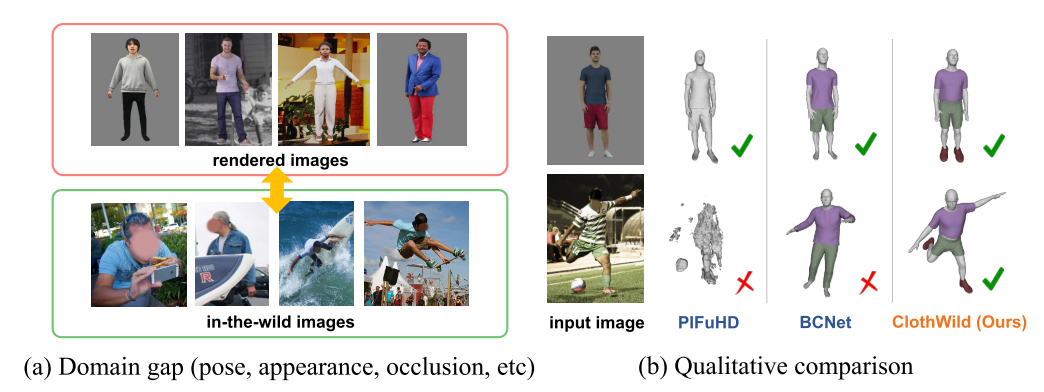 rendered images
in-the-wild images
(a) Domain gap (pose, appearance, occlusion, etc)
R
input image
PIFuHD
BCNet
ClothWild (Ours)
(b) Qualitative comparison